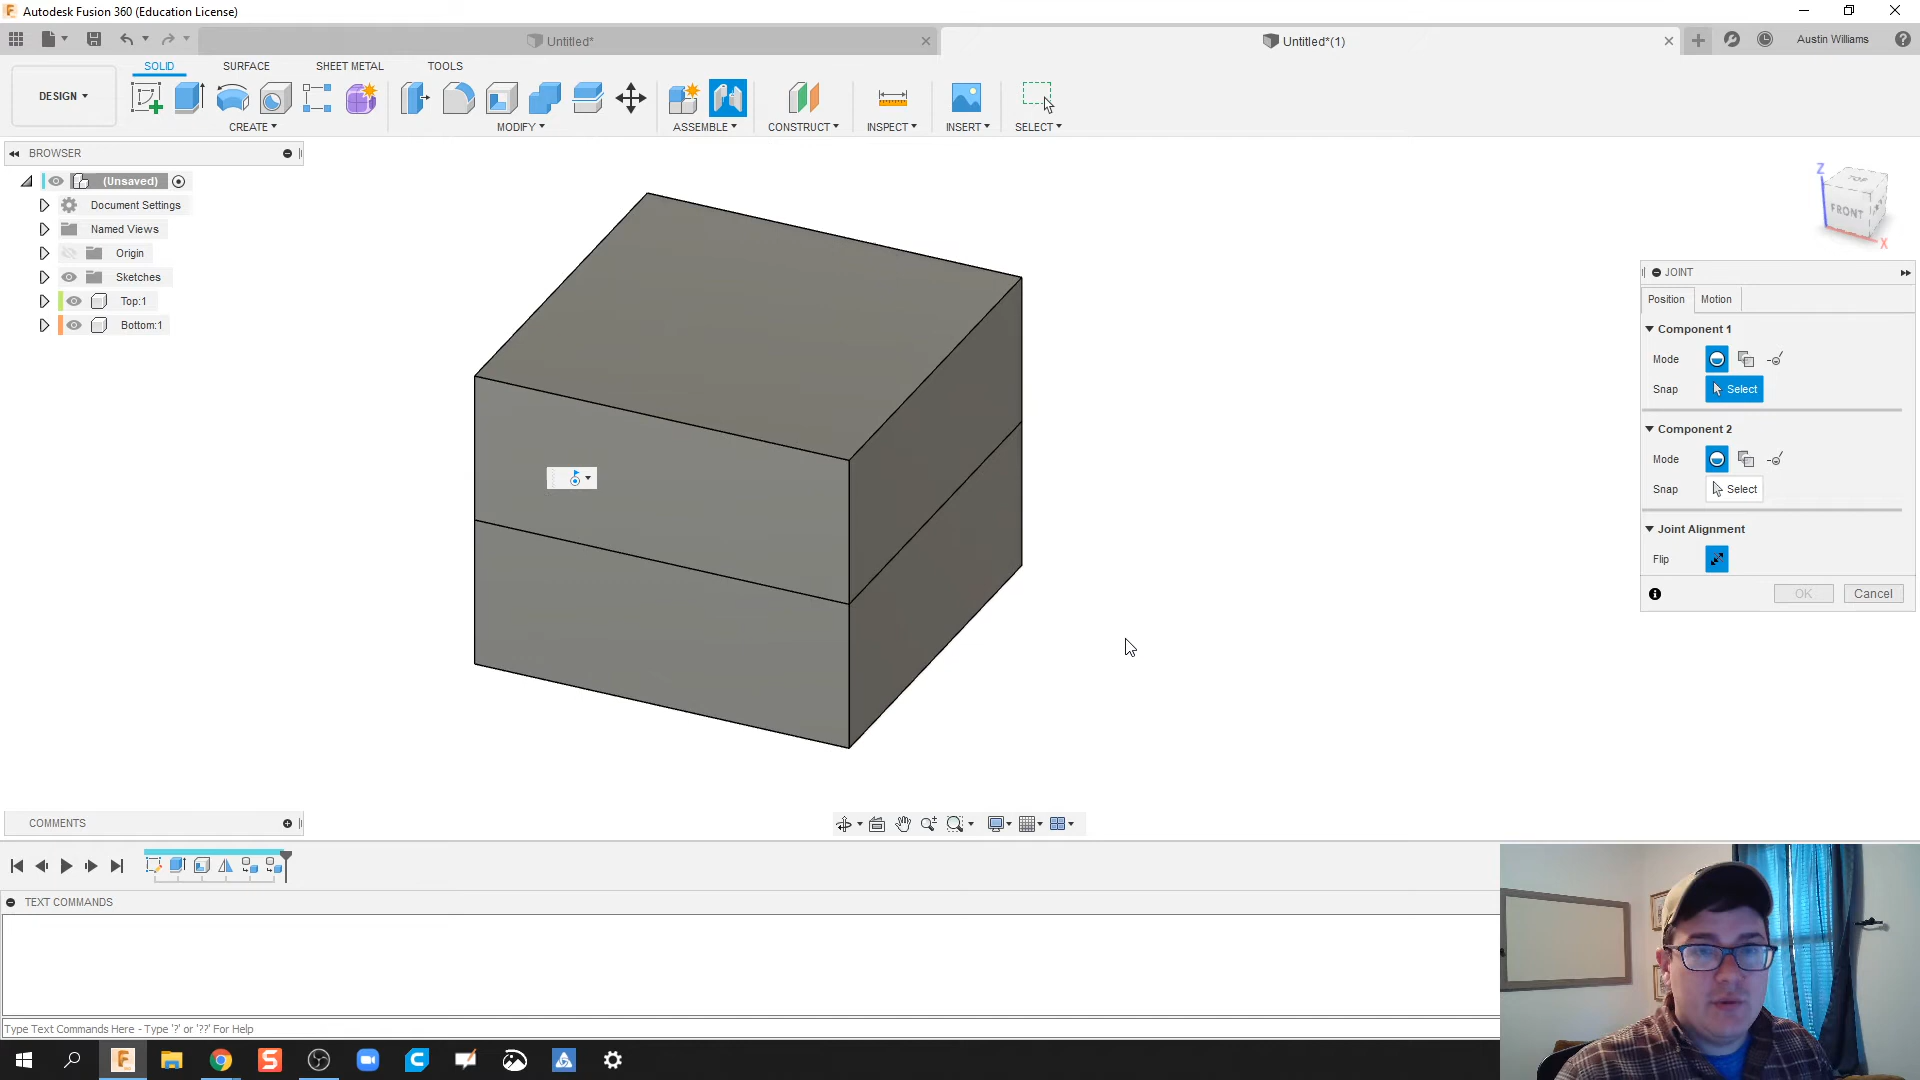 Autodesk Fusion 360 (Education License)
Untitled*
Untitled*(1)
Austin Williams
DESIGN
SOLID
SURFACE
SHEET METAL
TOOLS
CREATE
MODIFY
ASSEMBLE
CONSTRUCT
INSPECT
INSERT
SELECT
BROWSER
(Unsaved)
Document Settings
Named Views
Origin
Sketches
Top:1
Bottom:1
Z
TOP
FRONT
X
JOINT
Position
Motion
Component 1
Mode
Snap
Select
Component 2
Mode
Snap
Select
Joint Alignment
Flip
OK
Cancel
COMMENTS
TEXT COMMANDS
Type Text Commands Here - Type '?' or '??' For Help